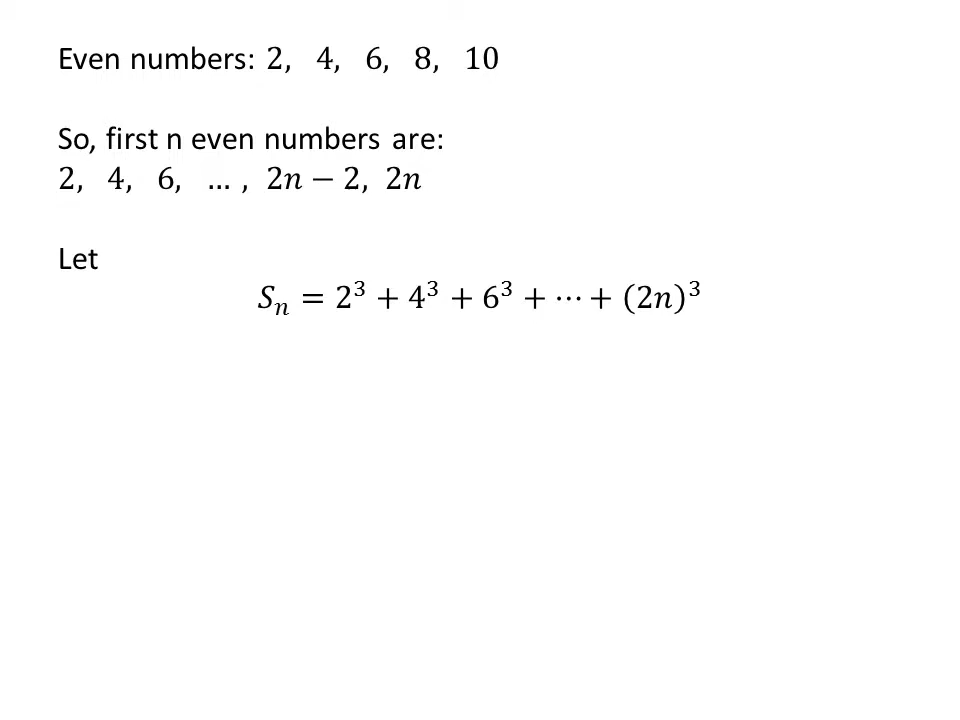 Even numbers: 2, 4, 6, 8, 10
So, first n even numbers are:
2, 4, 6, … , 2𝑛 − 2, 2𝑛
Let
𝑆ₙ = 2³ + 4³ + 6³ + ⋯ + (2𝑛)³